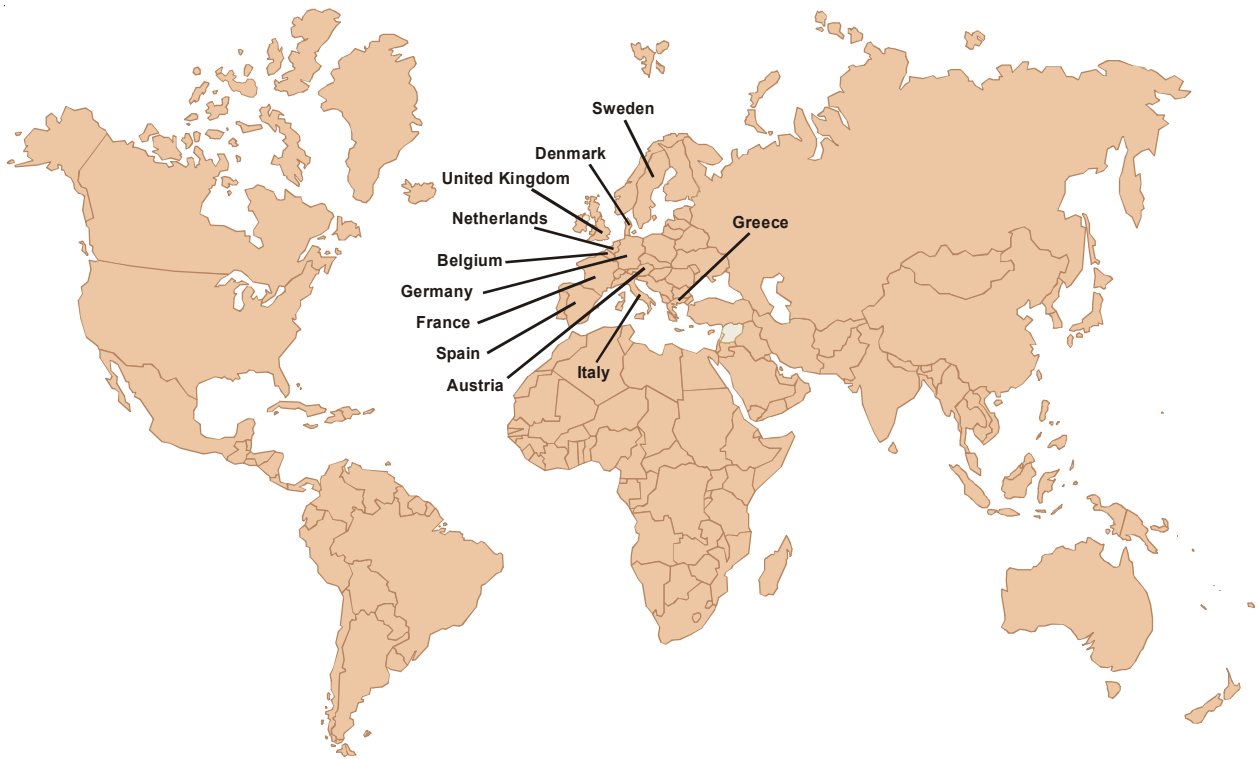 Sweden
Denmark
United Kingdom
Netherlands
Greece
Belgium
Germany
France
Spain
Italy
Austria